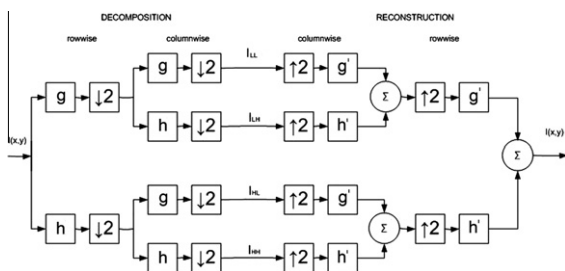 DECOMPOSITION RECONSTRUCTION
rowwise columnwise columnwise rowwise
g ↓2 I_LL ↑2 g'
g ↓2 Σ ↑2 g'
h ↓2 I_LH ↑2 h'
I(x,y) Σ I(x,y)
g ↓2 I_HL ↑2 g'
h ↓2 Σ ↑2 h'
h ↓2 I_HH ↑2 h'